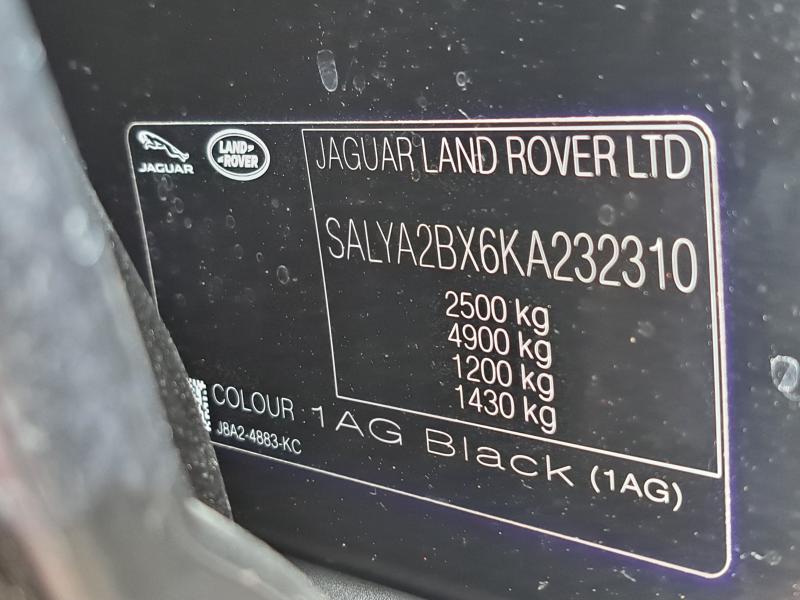 JAGUAR
LAND ROVER
JAGUAR LAND ROVER LTD
SALYA2BX6KA232310
2500 kg
4900 kg
1200 kg
1430 kg
COLOUR 1AG Black (1AG)
J8A2-4883-KC